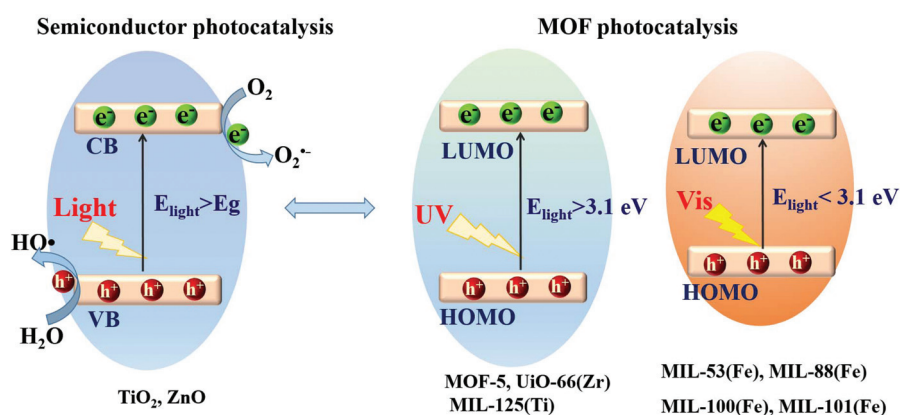 Semiconductor photocatalysis
e⁻ e⁻ e⁻
O₂
CB
e⁻
O₂•⁻
Light
E_light>Eg
HO•
h⁺
h⁺ h⁺ h⁺
H₂O
VB
TiO₂, ZnO
MOF photocatalysis
e⁻ e⁻ e⁻
LUMO
UV
E_light>3.1 eV
h⁺ h⁺ h⁺
HOMO
MOF-5, UiO-66(Zr)
MIL-125(Ti)
e⁻ e⁻ e⁻
LUMO
Vis
E_light< 3.1 eV
h⁺ h⁺ h⁺
HOMO
MIL-53(Fe), MIL-88(Fe)
MIL-100(Fe), MIL-101(Fe)